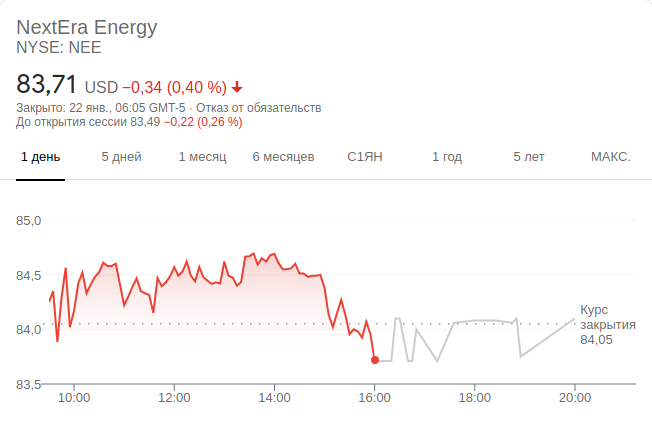 NextEra Energy
NYSE: NEE
83,71 USD −0,34 (0,40 %)
Закрыто: 22 янв., 06:05 GMT-5 · Отказ от обязательств
До открытия сессии 83,49 −0,22 (0,26 %)
1 день 5 дней 1 месяц 6 месяцев С1ЯН 1 год 5 лет МАКС.
85,0
84,5
Курс
закрытия
84,0
84,05
83,5
10:00 12:00 14:00 16:00 18:00 20:00